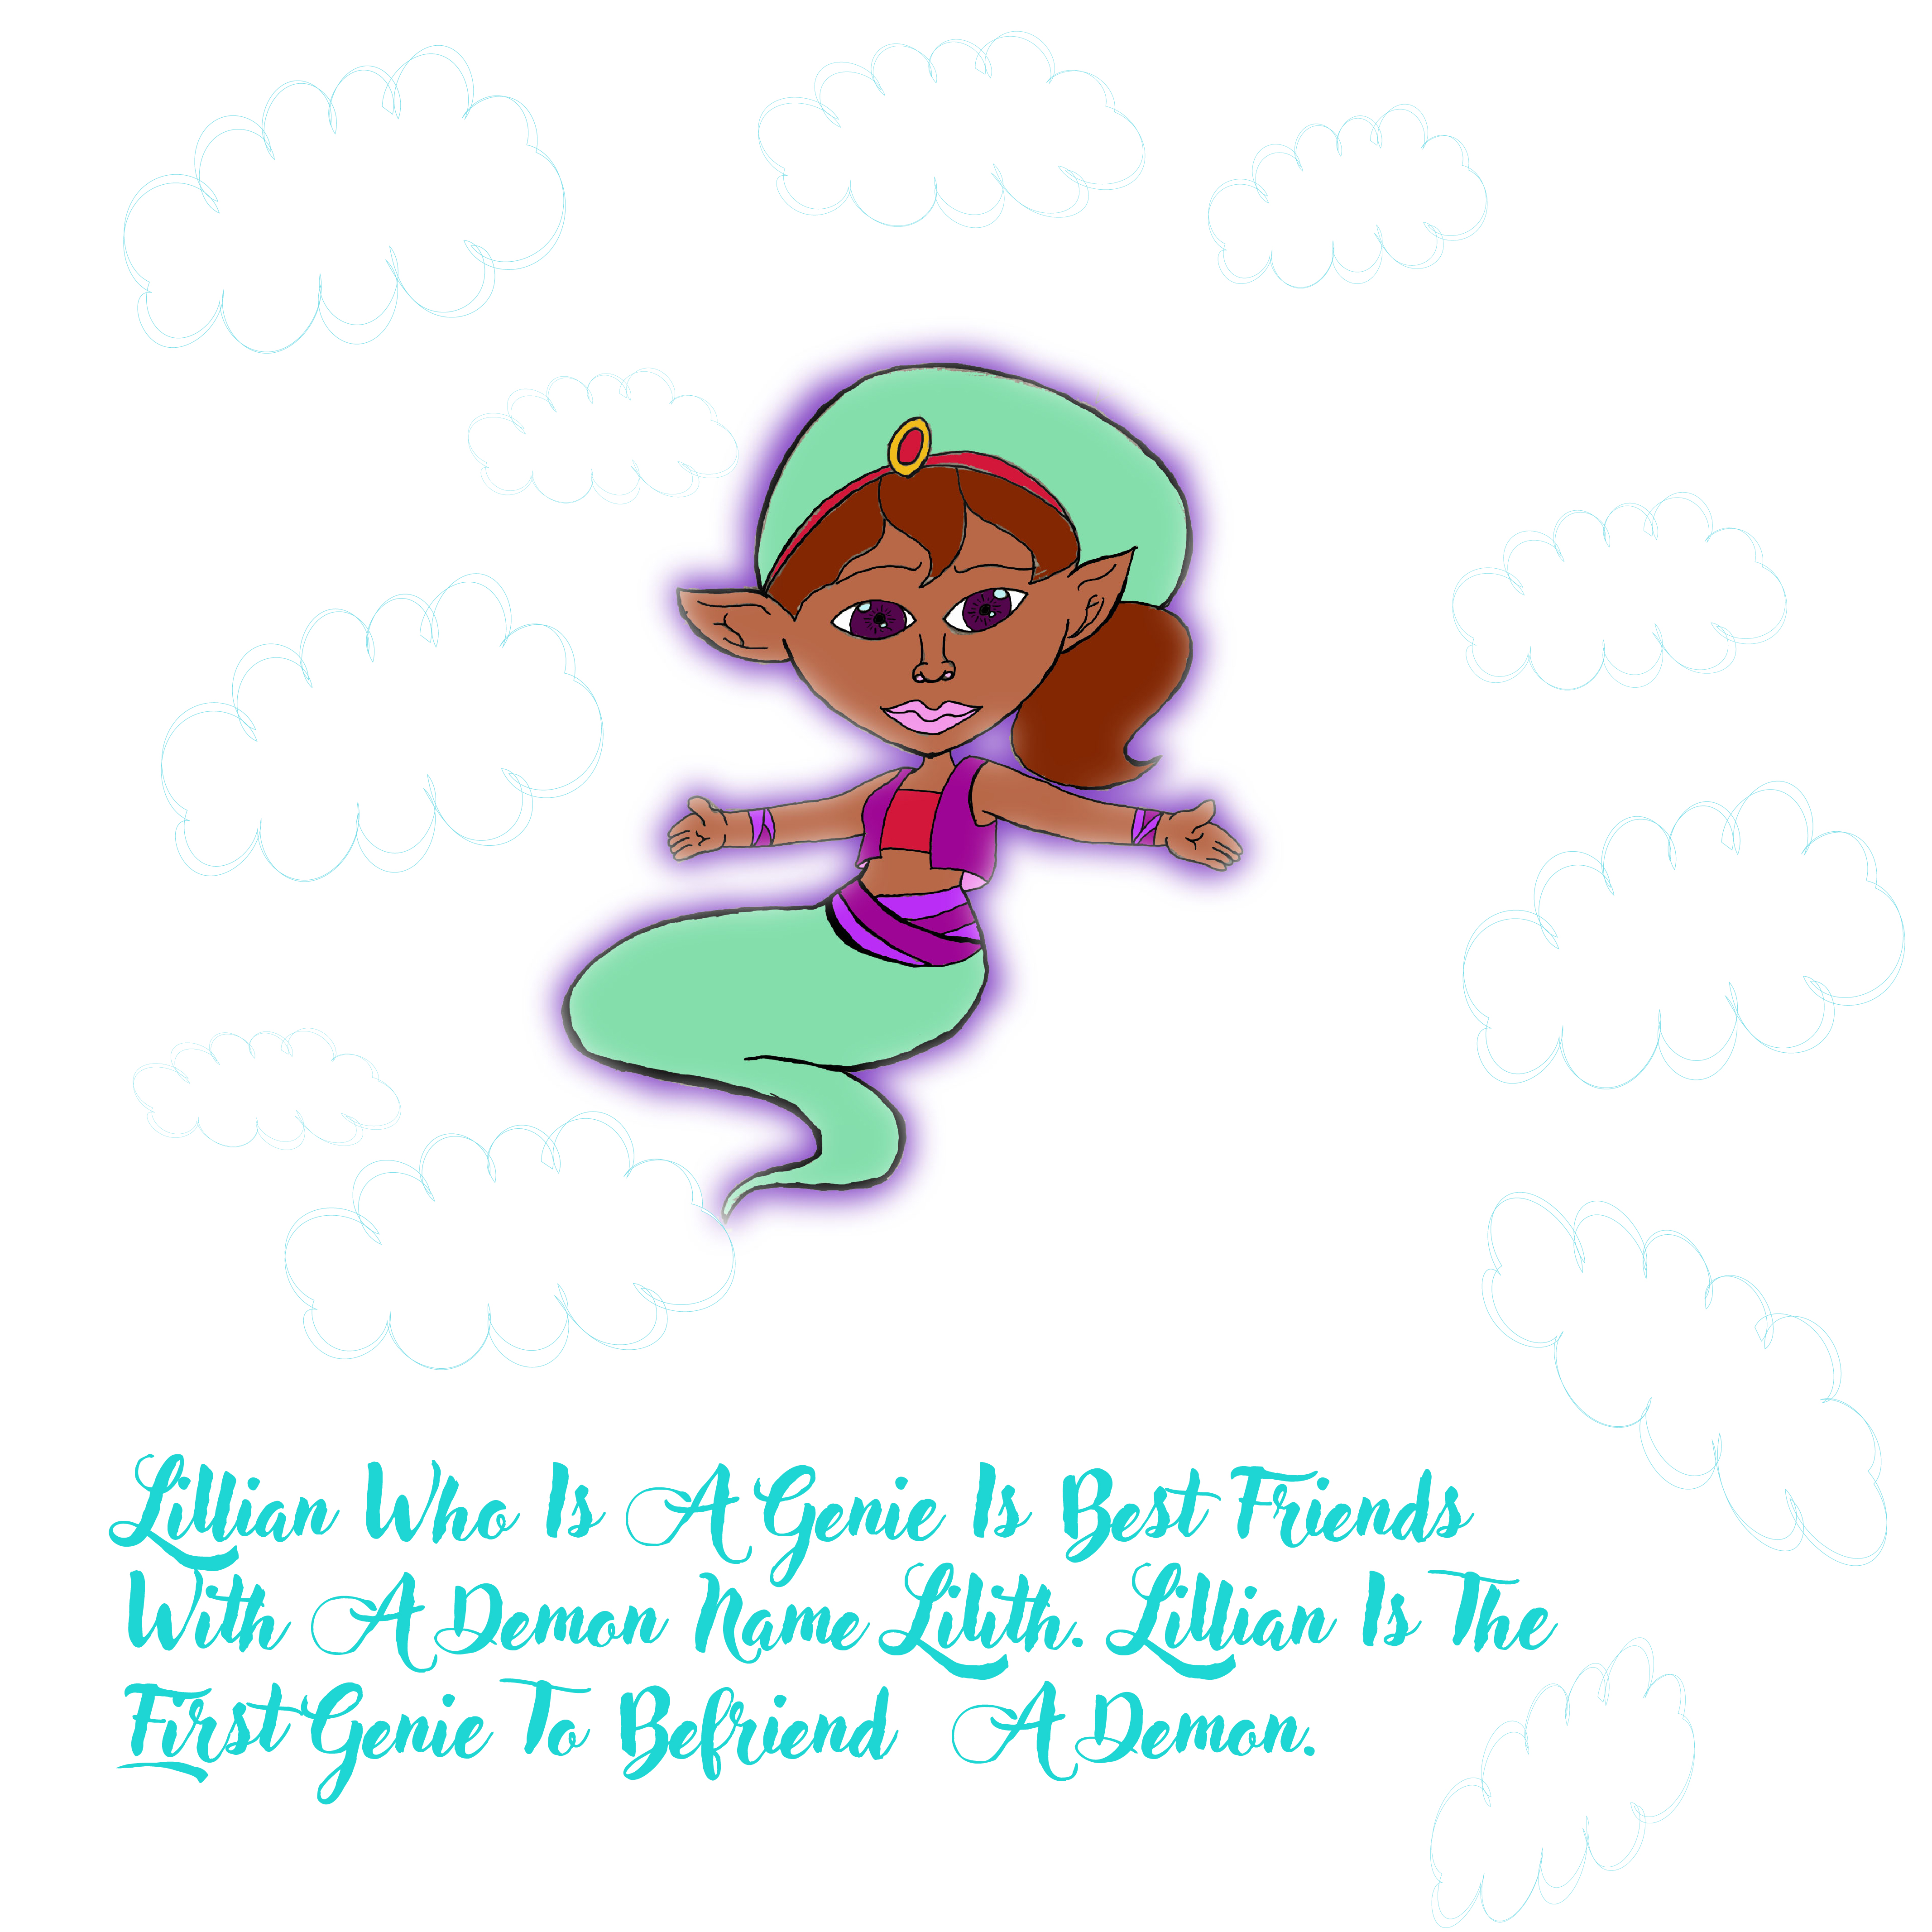 Lillian Who Is A Genie Is Best Friends
With A Demon Name Lilith. Lillian Is The
First Genie To Befriend A Demon.